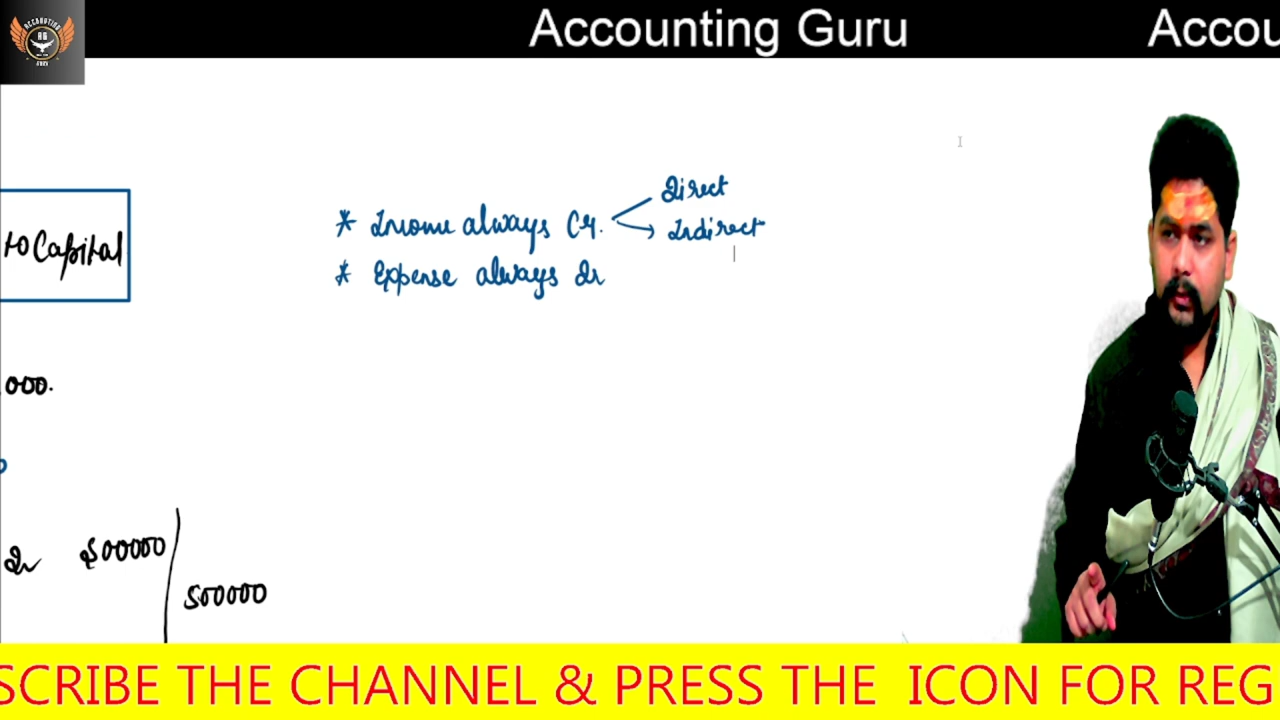 Accounting Guru
Accou
* Income always Cr.
Direct
Indirect
* Expense always Dr
to Capital
000.
Dr 500000
500000
SCRIBE THE CHANNEL & PRESS THE ICON FOR REG